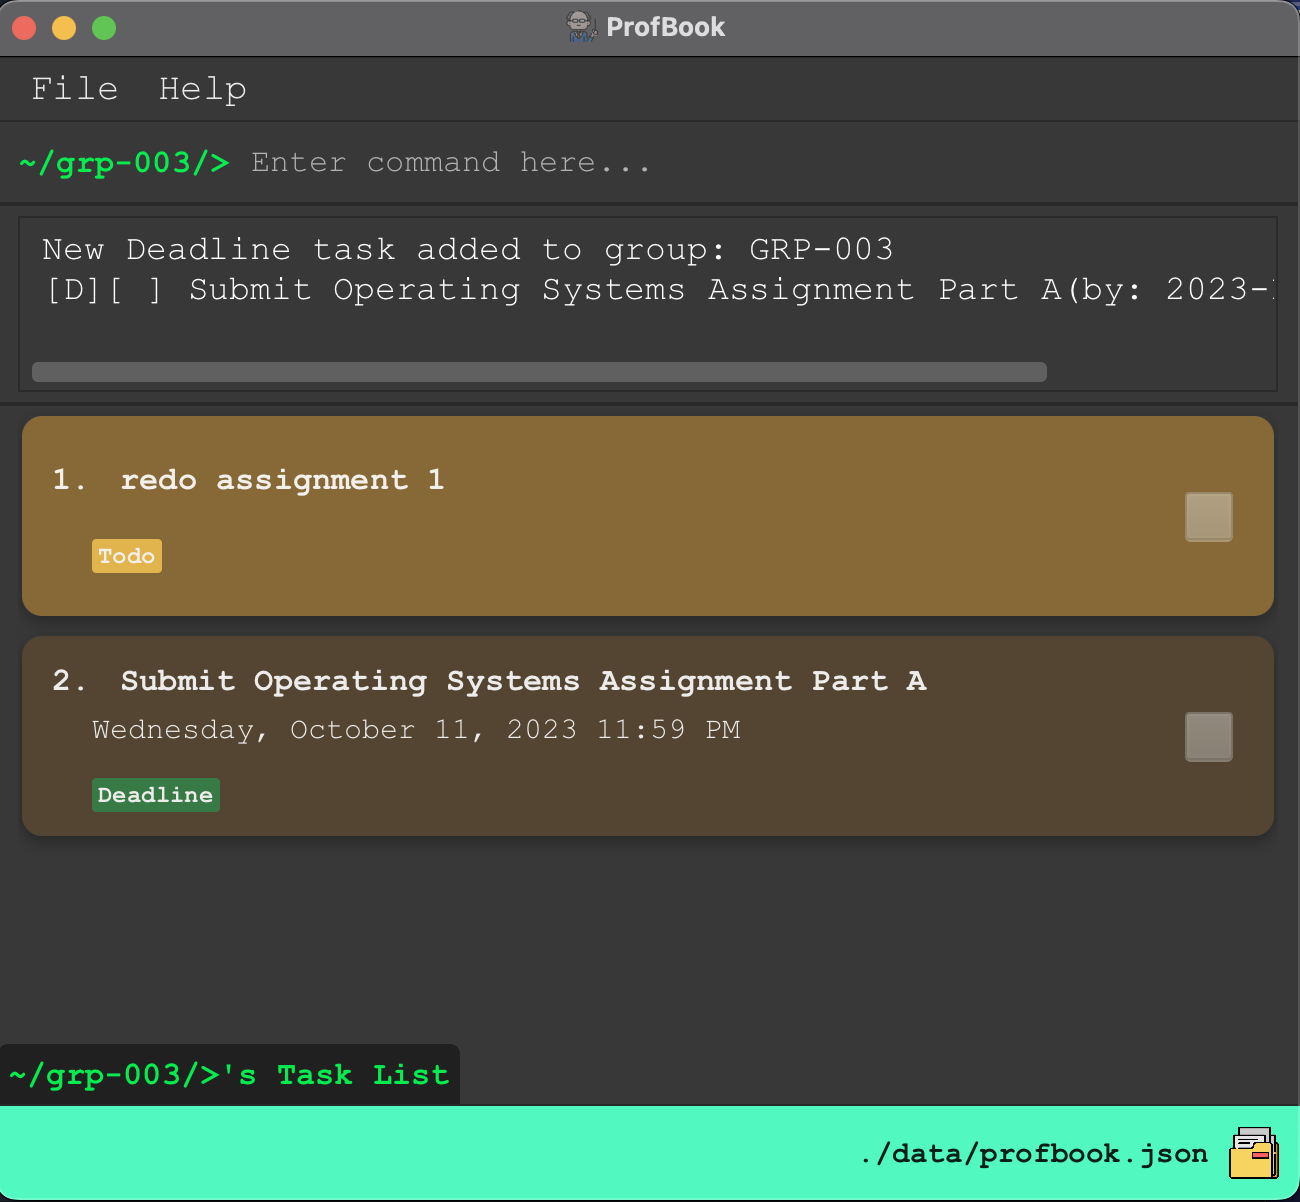 ProfBook
File Help
~/grp-003/> Enter command here...
New Deadline task added to group: GRP-003
[D][ ] Submit Operating Systems Assignment Part A(by: 2023-
1. redo assignment 1
Todo
2. Submit Operating Systems Assignment Part A
Wednesday, October 11, 2023 11:59 PM
Deadline
~/grp-003/>'s Task List
./data/profbook.json